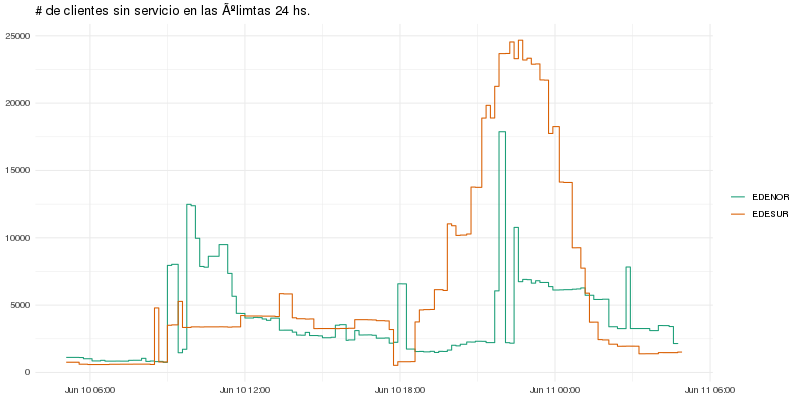 # de clientes sin servicio en las Ãºlimtas 24 hs.
25000
20000
15000
10000
5000
0
Jun 10 06:00 Jun 10 12:00 Jun 10 18:00 Jun 11 00:00 Jun 11 06:00
EDENOR
EDESUR